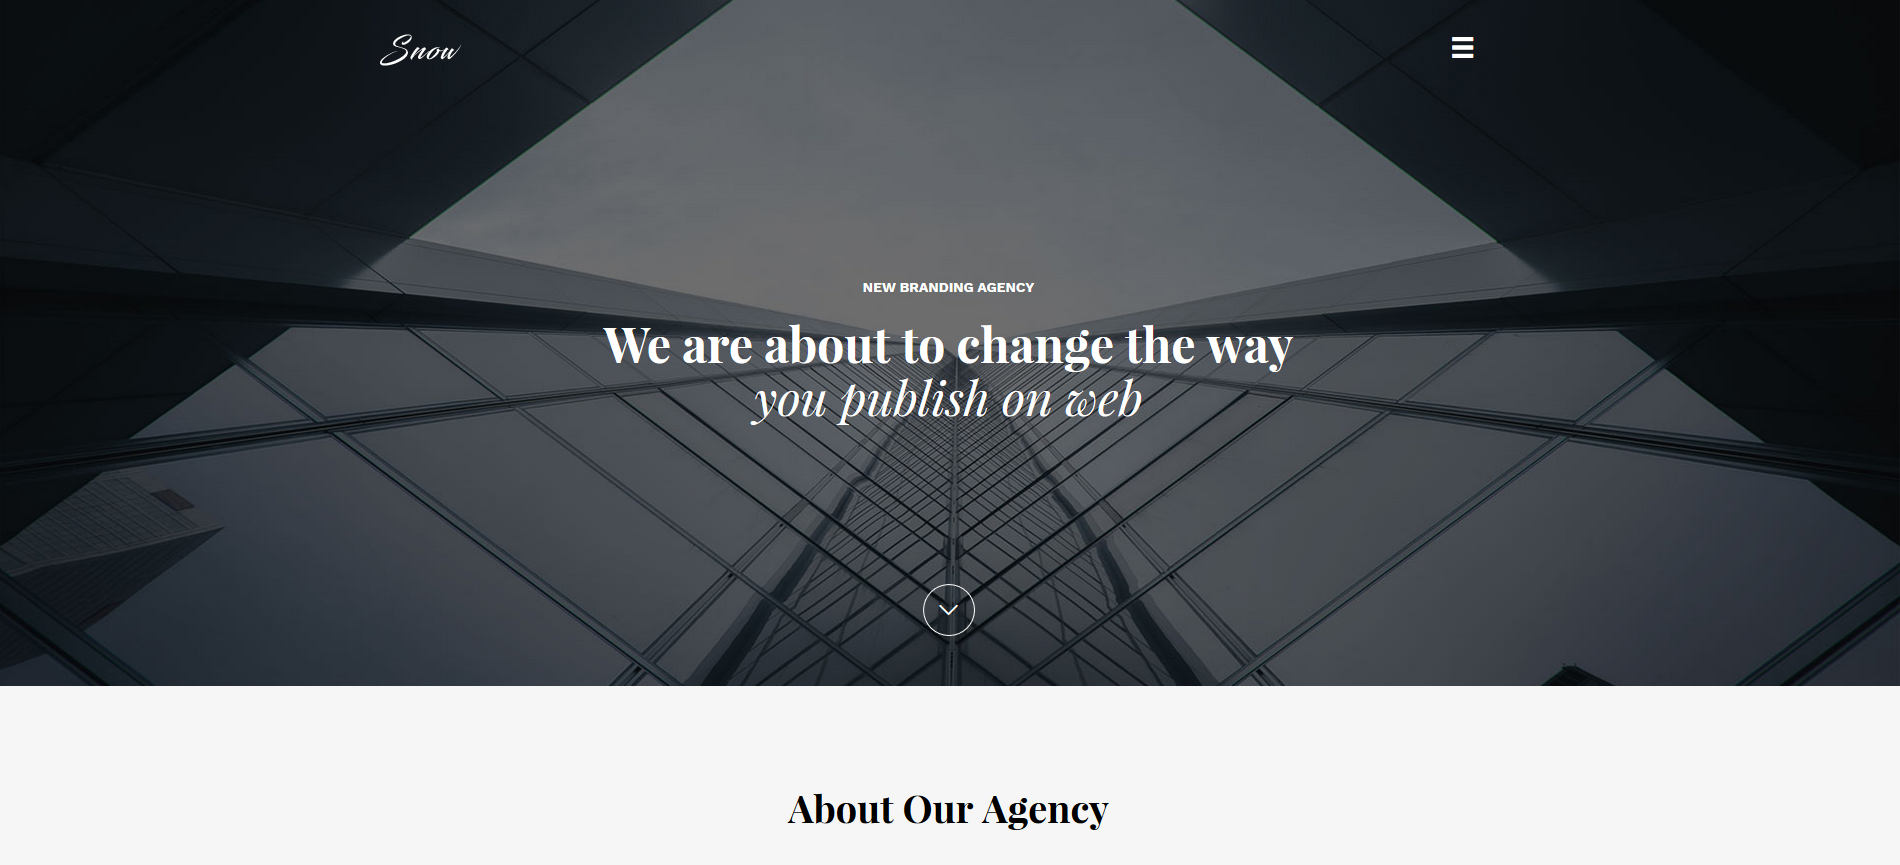 Snow
NEW BRANDING AGENCY
We are about to change the way
you publish on web
About Our Agency